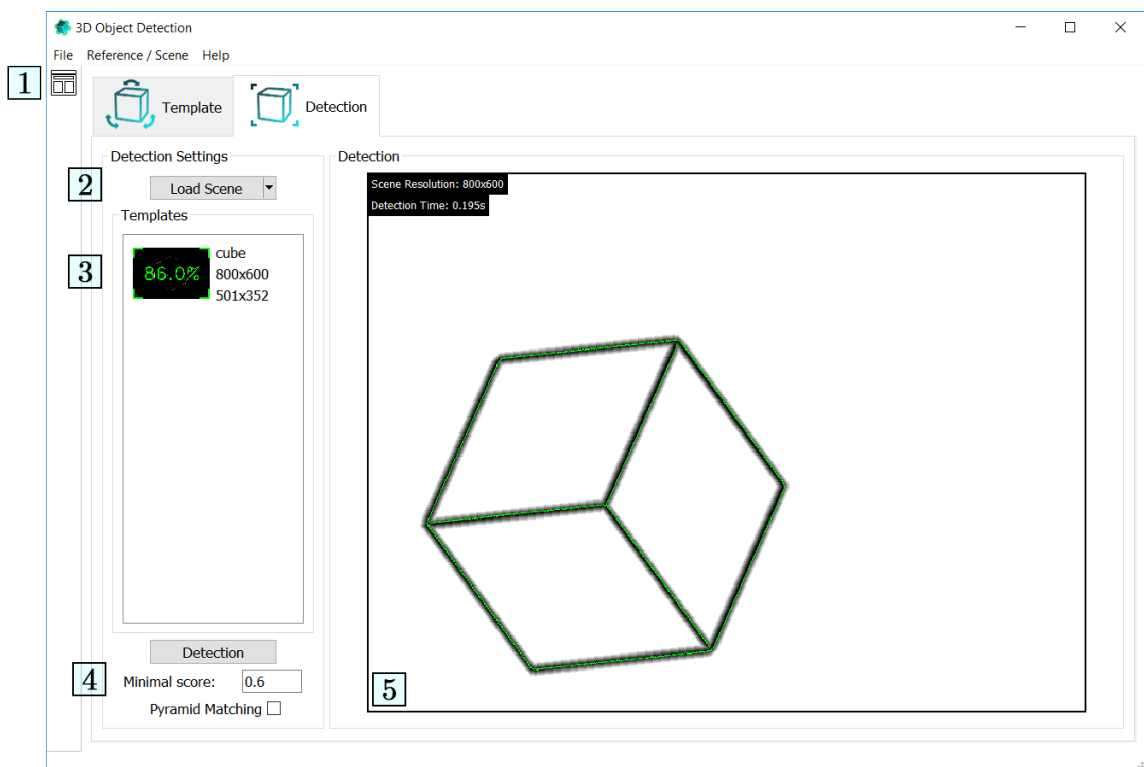 3D Object Detection
File Reference / Scene Help
1
Template
Detection
Detection Settings
Detection
2
Load Scene
Scene Resolution: 800x600
Detection Time: 0.195s
Templates
3
86.0%
cube
800x600
501x352
Detection
4
Minimal score: 0.6
5
Pyramid Matching